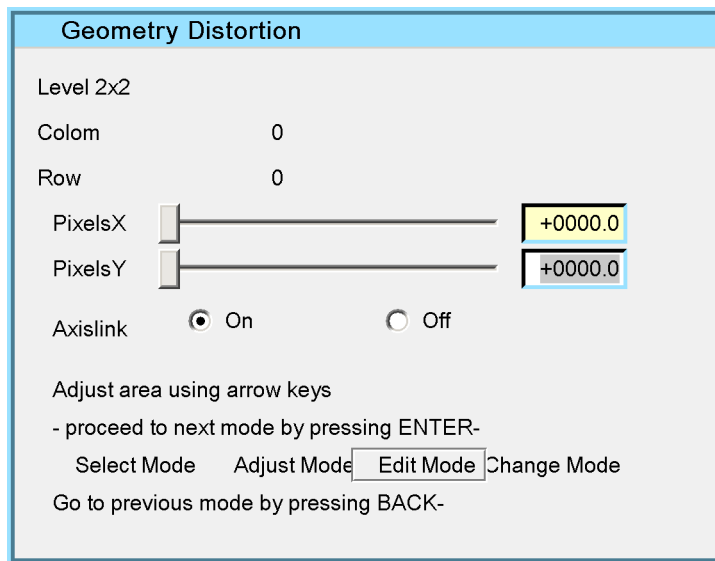 Geometry Distortion
Level 2x2
Colom 0
Row 0
PixelsX +0000.0
PixelsY +0000.0
Axislink On Off
Adjust area using arrow keys
- proceed to next mode by pressing ENTER-
Select Mode Adjust Mode Edit Mode Change Mode
Go to previous mode by pressing BACK-